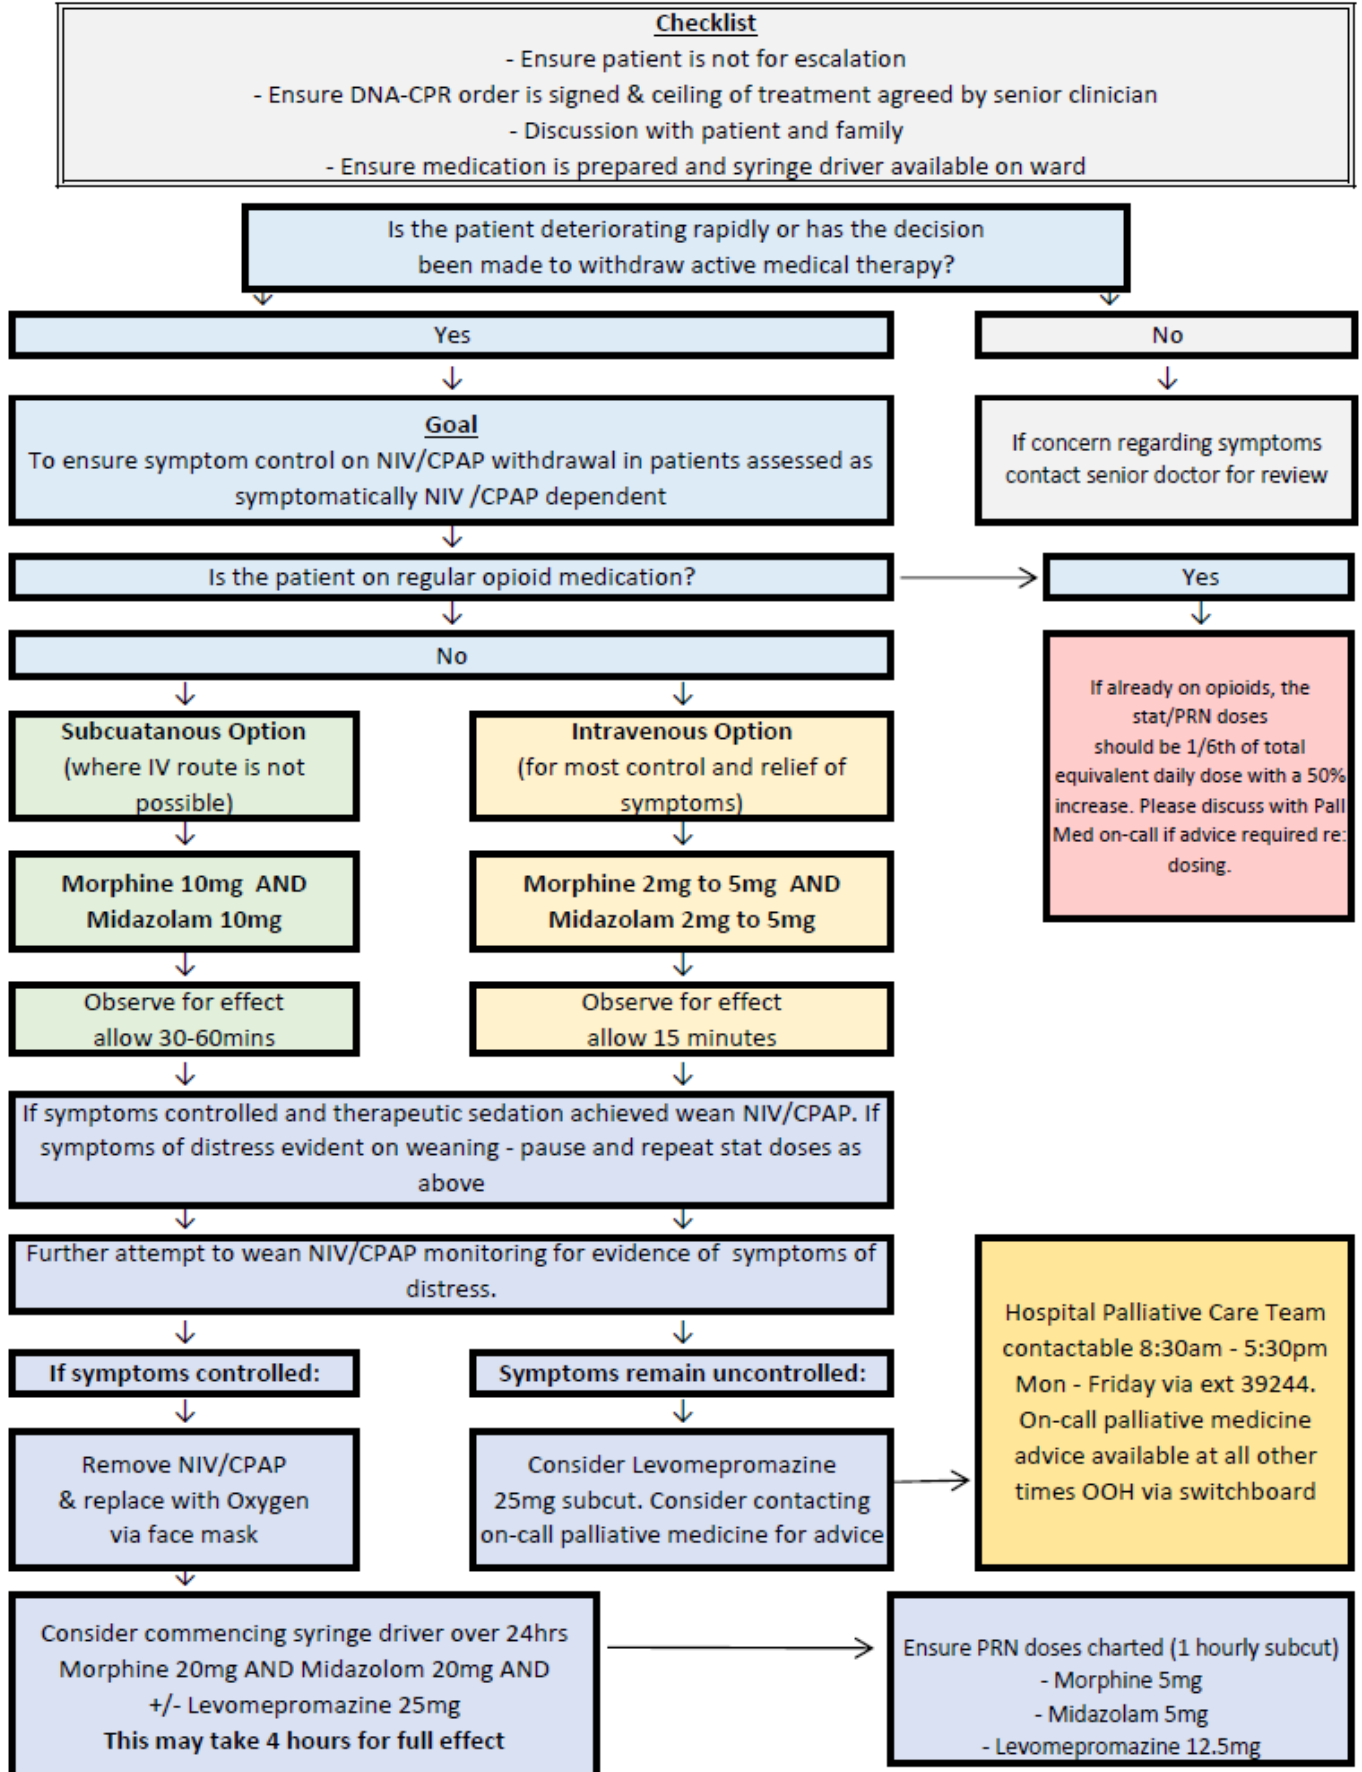 Checklist
- Ensure patient is not for escalation
- Ensure DNA-CPR order is signed & ceiling of treatment agreed by senior clinician
- Discussion with patient and family
- Ensure medication is prepared and syringe driver available on ward
Is the patient deteriorating rapidly or has the decision
been made to withdraw active medical therapy?
Yes
No
Goal
To ensure symptom control on NIV/CPAP withdrawal in patients assessed as
symptomatically NIV /CPAP dependent
If concern regarding symptoms
contact senior doctor for review
Is the patient on regular opioid medication?
Yes
No
If already on opioids, the
stat/PRN doses
should be 1/6th of total
equivalent daily dose with a 50%
increase. Please discuss with Pall
Med on-call if advice required re:
dosing.
Subcuatanous Option
(where IV route is not
possible)
Intravenous Option
(for most control and relief of
symptoms)
Morphine 10mg AND
Midazolam 10mg
Morphine 2mg to 5mg AND
Midazolam 2mg to 5mg
Observe for effect
allow 30-60mins
Observe for effect
allow 15 minutes
If symptoms controlled and therapeutic sedation achieved wean NIV/CPAP. If
symptoms of distress evident on weaning - pause and repeat stat doses as
above
Further attempt to wean NIV/CPAP monitoring for evidence of symptoms of
distress.
If symptoms controlled:
Symptoms remain uncontrolled:
Remove NIV/CPAP
& replace with Oxygen
via face mask
Consider Levomepromazine
25mg subcut. Consider contacting
on-call palliative medicine for advice
Hospital Palliative Care Team
contactable 8:30am - 5:30pm
Mon - Friday via ext 39244.
On-call palliative medicine
advice available at all other
times OOH via switchboard
Consider commencing syringe driver over 24hrs
Morphine 20mg AND Midazolom 20mg AND
+/- Levomepromazine 25mg
This may take 4 hours for full effect
Ensure PRN doses charted (1 hourly subcut)
- Morphine 5mg
- Midazolam 5mg
- Levomepromazine 12.5mg